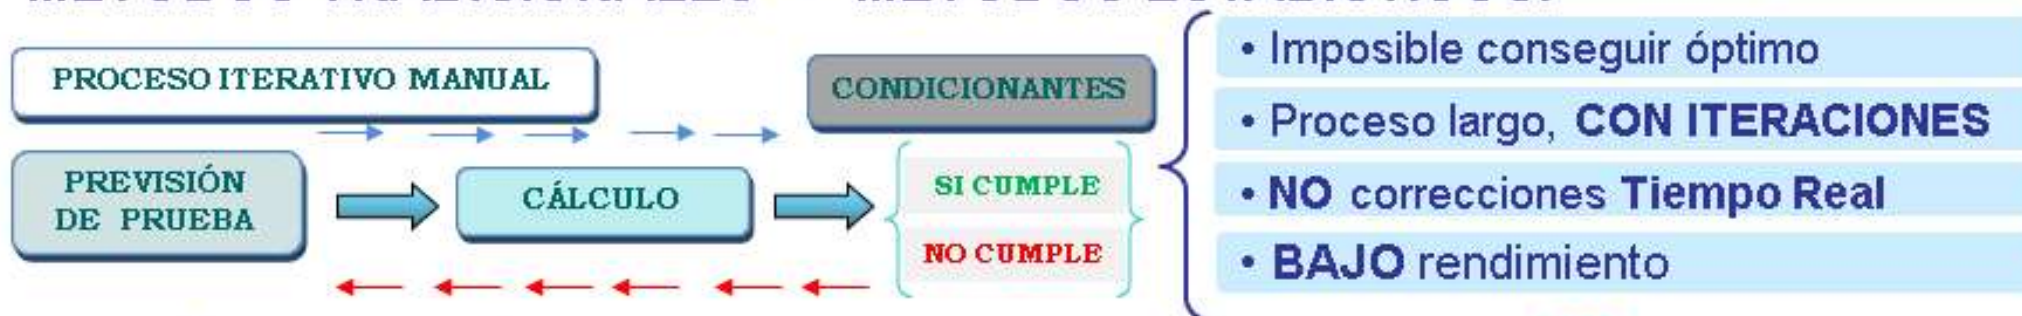 PROCESO ITERATIVO MANUAL
CONDICIONANTES
PREVISIÓN
DE PRUEBA
CÁLCULO
SI CUMPLE
NO CUMPLE
• Imposible conseguir óptimo
• Proceso largo, CON ITERACIONES
• NO correcciones Tiempo Real
• BAJO rendimiento